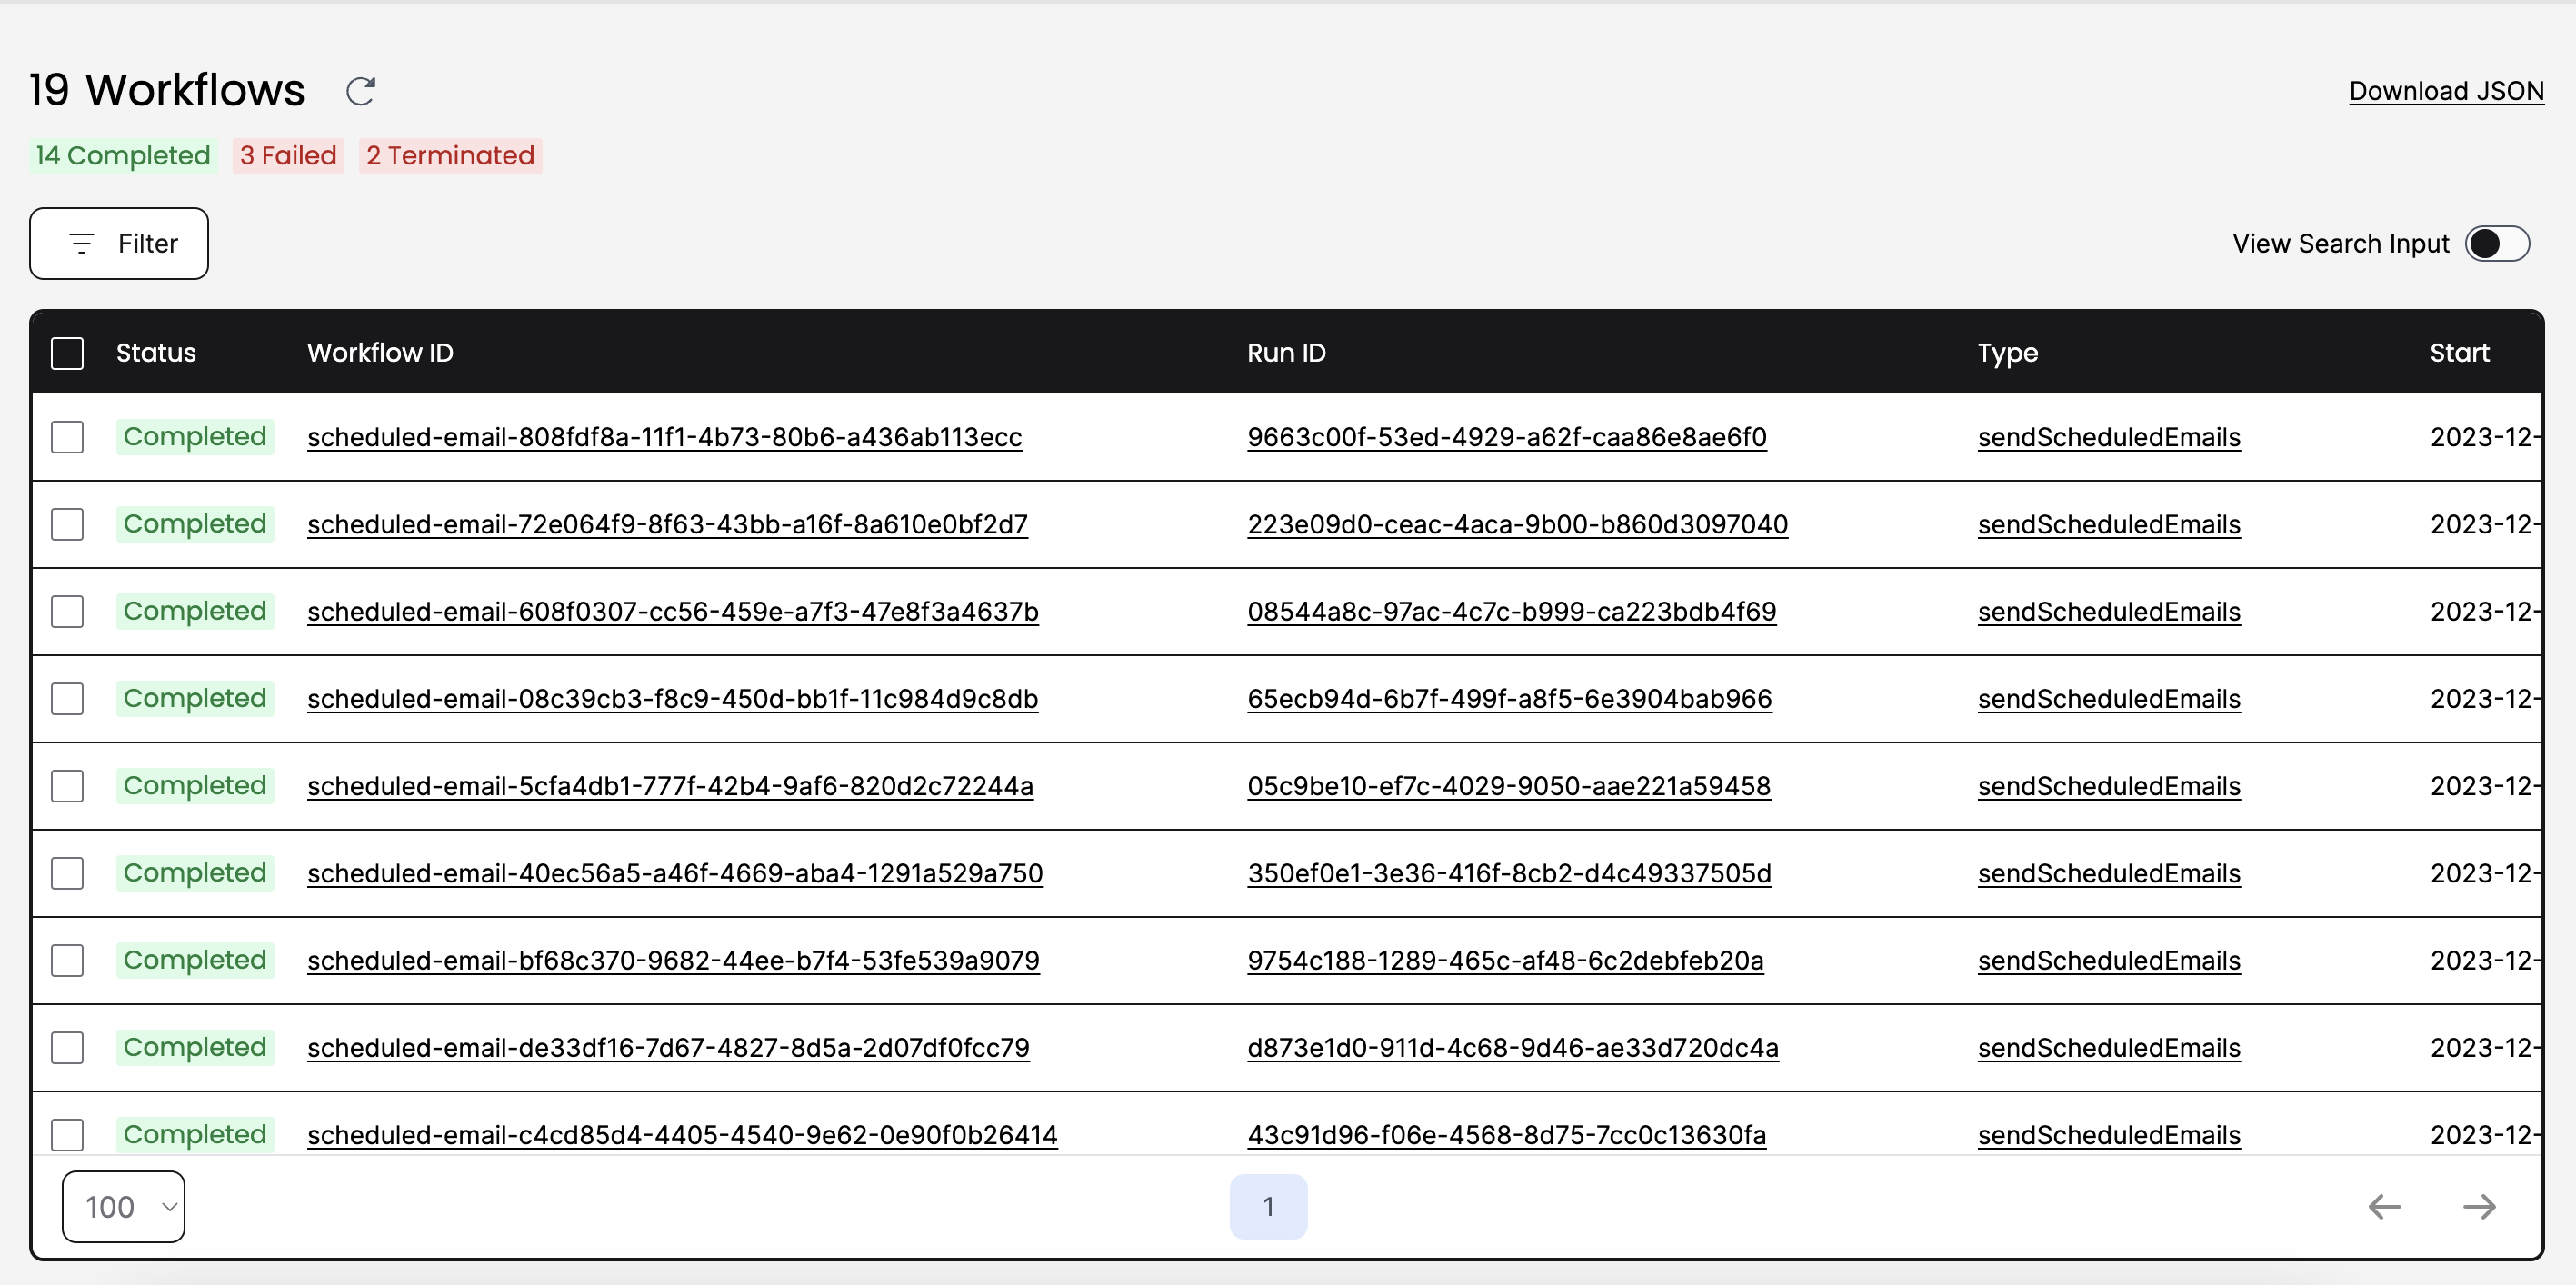 19 Workflows Download JSON
14 Completed 3 Failed 2 Terminated
Filter View Search Input
Status Workflow ID Run ID Type Start
Completed scheduled-email-808fdf8a-11f1-4b73-80b6-a436ab113ecc 9663c00f-53ed-4929-a62f-caa86e8ae6f0 sendScheduledEmails 2023-12-
Completed scheduled-email-72e064f9-8f63-43bb-a16f-8a610e0bf2d7 223e09d0-ceac-4aca-9b00-b860d3097040 sendScheduledEmails 2023-12-
Completed scheduled-email-608f0307-cc56-459e-a7f3-47e8f3a4637b 08544a8c-97ac-4c7c-b999-ca223bdb4f69 sendScheduledEmails 2023-12-
Completed scheduled-email-08c39cb3-f8c9-450d-bb1f-11c984d9c8db 65ecb94d-6b7f-499f-a8f5-6e3904bab966 sendScheduledEmails 2023-12-
Completed scheduled-email-5cfa4db1-777f-42b4-9af6-820d2c72244a 05c9be10-ef7c-4029-9050-aae221a59458 sendScheduledEmails 2023-12-
Completed scheduled-email-40ec56a5-a46f-4669-aba4-1291a529a750 350ef0e1-3e36-416f-8cb2-d4c49337505d sendScheduledEmails 2023-12-
Completed scheduled-email-bf68c370-9682-44ee-b7f4-53fe539a9079 9754c188-1289-465c-af48-6c2debfeb20a sendScheduledEmails 2023-12-
Completed scheduled-email-de33df16-7d67-4827-8d5a-2d07df0fcc79 d873e1d0-911d-4c68-9d46-ae33d720dc4a sendScheduledEmails 2023-12-
Completed scheduled-email-c4cd85d4-4405-4540-9e62-0e90f0b26414 43c91d96-f06e-4568-8d75-7cc0c13630fa sendScheduledEmails 2023-12-
100 1